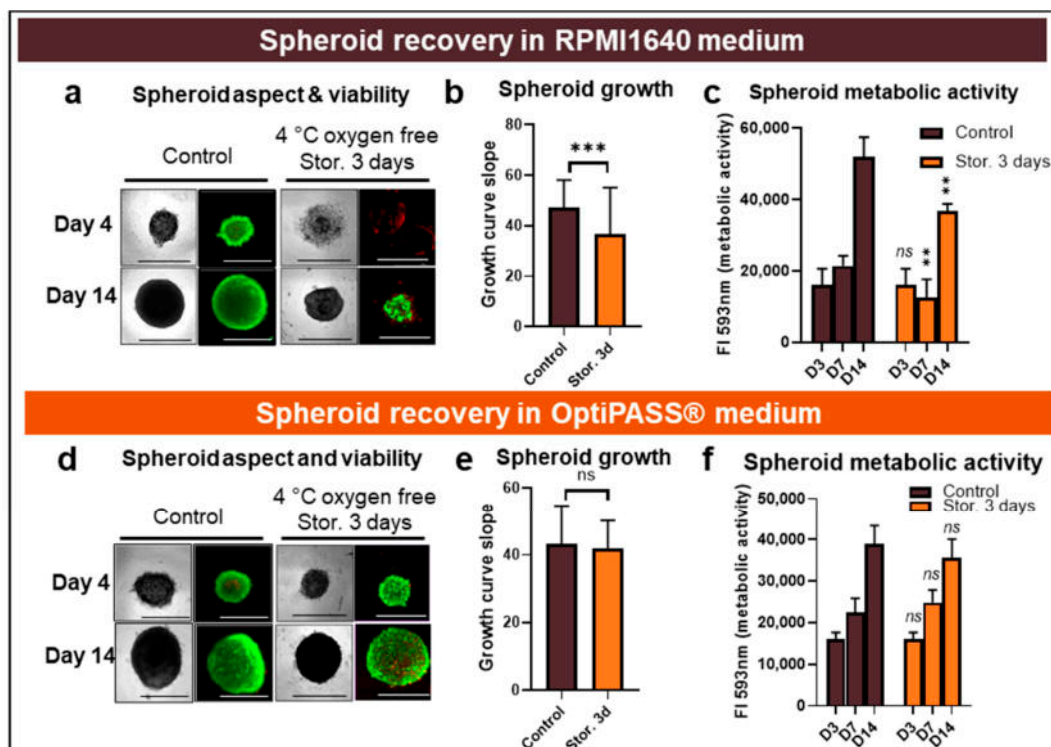 Spheroid recovery in RPMI1640 medium
a Spheroid aspect & viability
Control
4 °C oxygen free
Stor. 3 days
Day 4
Day 14
b Spheroid growth
Growth curve slope
80
60
40
20
0
***
Control
Stor. 3d
c Spheroid metabolic activity
FI 593nm (metabolic activity)
60,000
40,000
20,000
0
Control
Stor. 3 days
ns
**
**
D3
D7
D14
D3
D7
D14
Spheroid recovery in OptiPASS® medium
d Spheroid aspect and viability
Control
4 °C oxygen free
Stor. 3 days
Day 4
Day 14
e Spheroid growth
Growth curve slope
60
40
20
0
ns
Control
Stor. 3d
f Spheroid metabolic activity
FI 593nm (metabolic activity)
50,000
40,000
30,000
20,000
10,000
0
Control
Stor. 3 days
ns
ns
ns
D3
D7
D14
D3
D7
D14